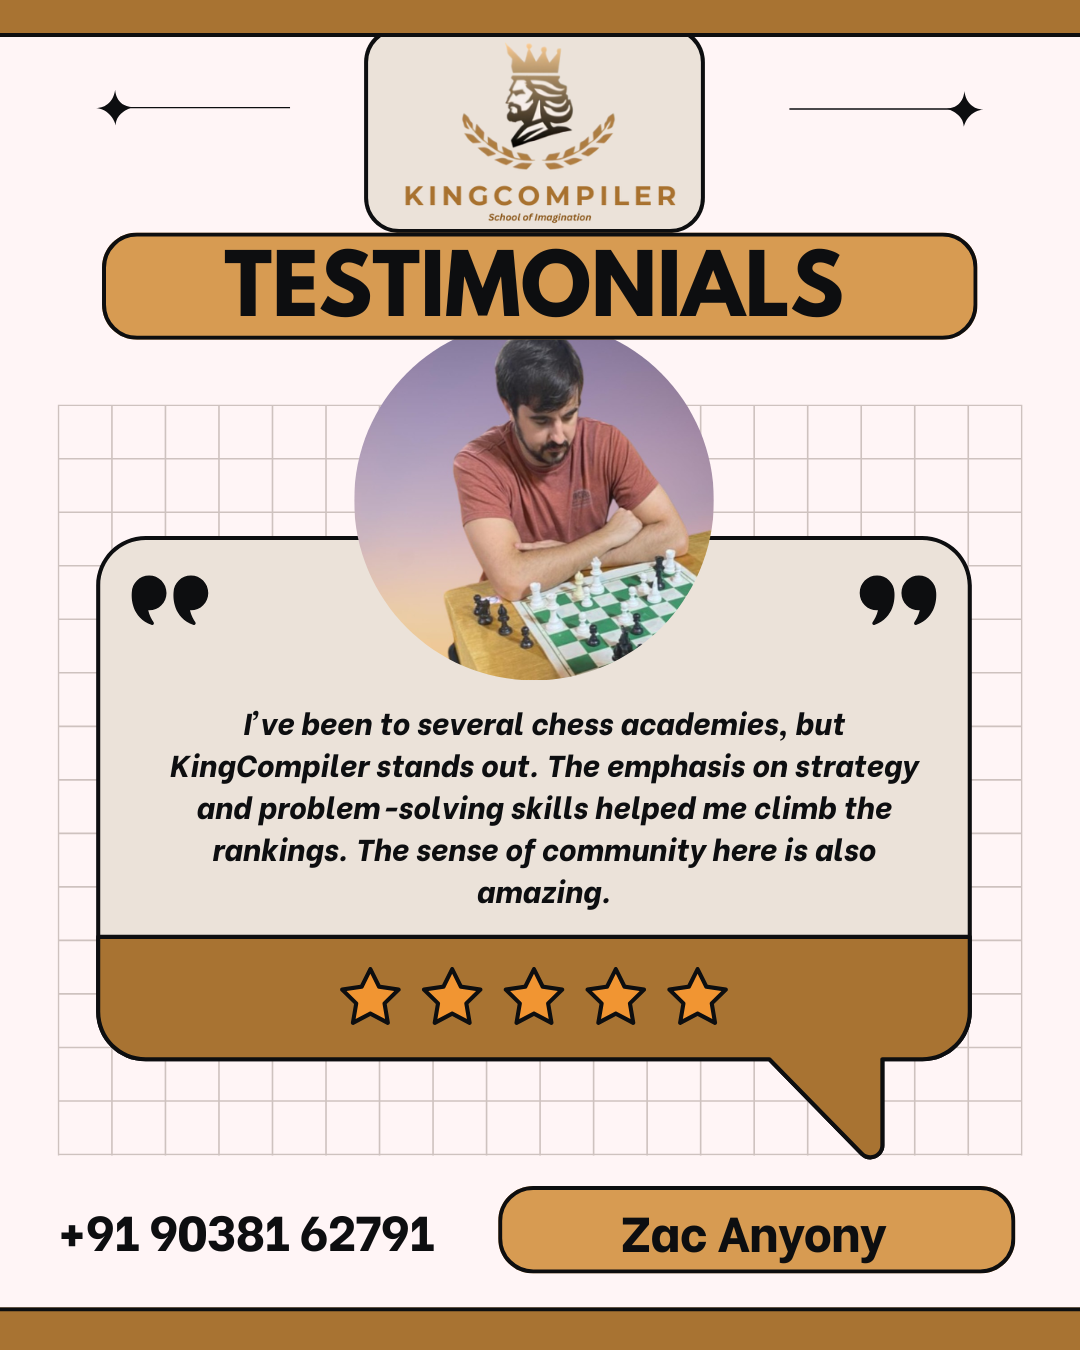 KINGCOMPILER
School of Imagination
TESTIMONIALS
❜❜ ❜❜
I've been to several chess academies, but
KingCompiler stands out. The emphasis on strategy
and problem-solving skills helped me climb the
rankings. The sense of community here is also
amazing.
+91 90381 62791
Zac Anyony